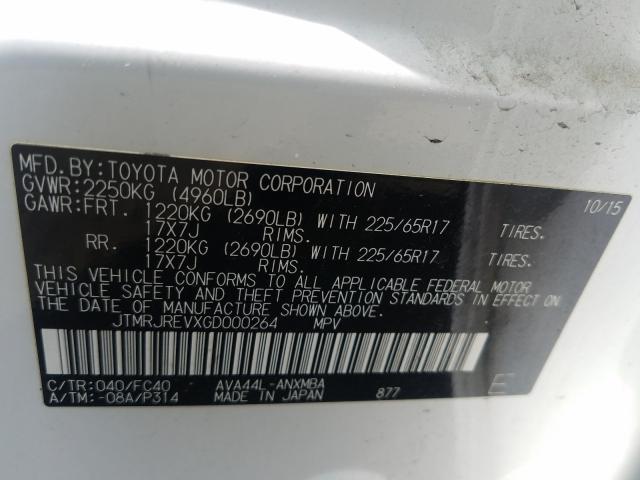 MFD.BY:TOYOTA MOTOR CORPORATION 10/15
GVWR:2250KG (4960LB)
GAWR:FRT. 1220KG (2690LB) WITH 225/65R17 TIRES.
17X7J RIMS.
RR. 1220KG (2690LB) WITH 225/65R17 TIRES.
17X7J RIMS.
THIS VEHICLE CONFORMS TO ALL APPLICABLE FEDERAL MOTOR
VEHICLE SAFETY AND THEFT PREVENTION STANDARDS IN EFFECT ON
THE DATE OF MANUFACTURE SHOWN ABOVE.
JTMRJREVXGD000264 MPV
C/TR:040/FC40 AVA44L-ANXMBA
A/TM:-08A/P314 MADE IN JAPAN 877 E